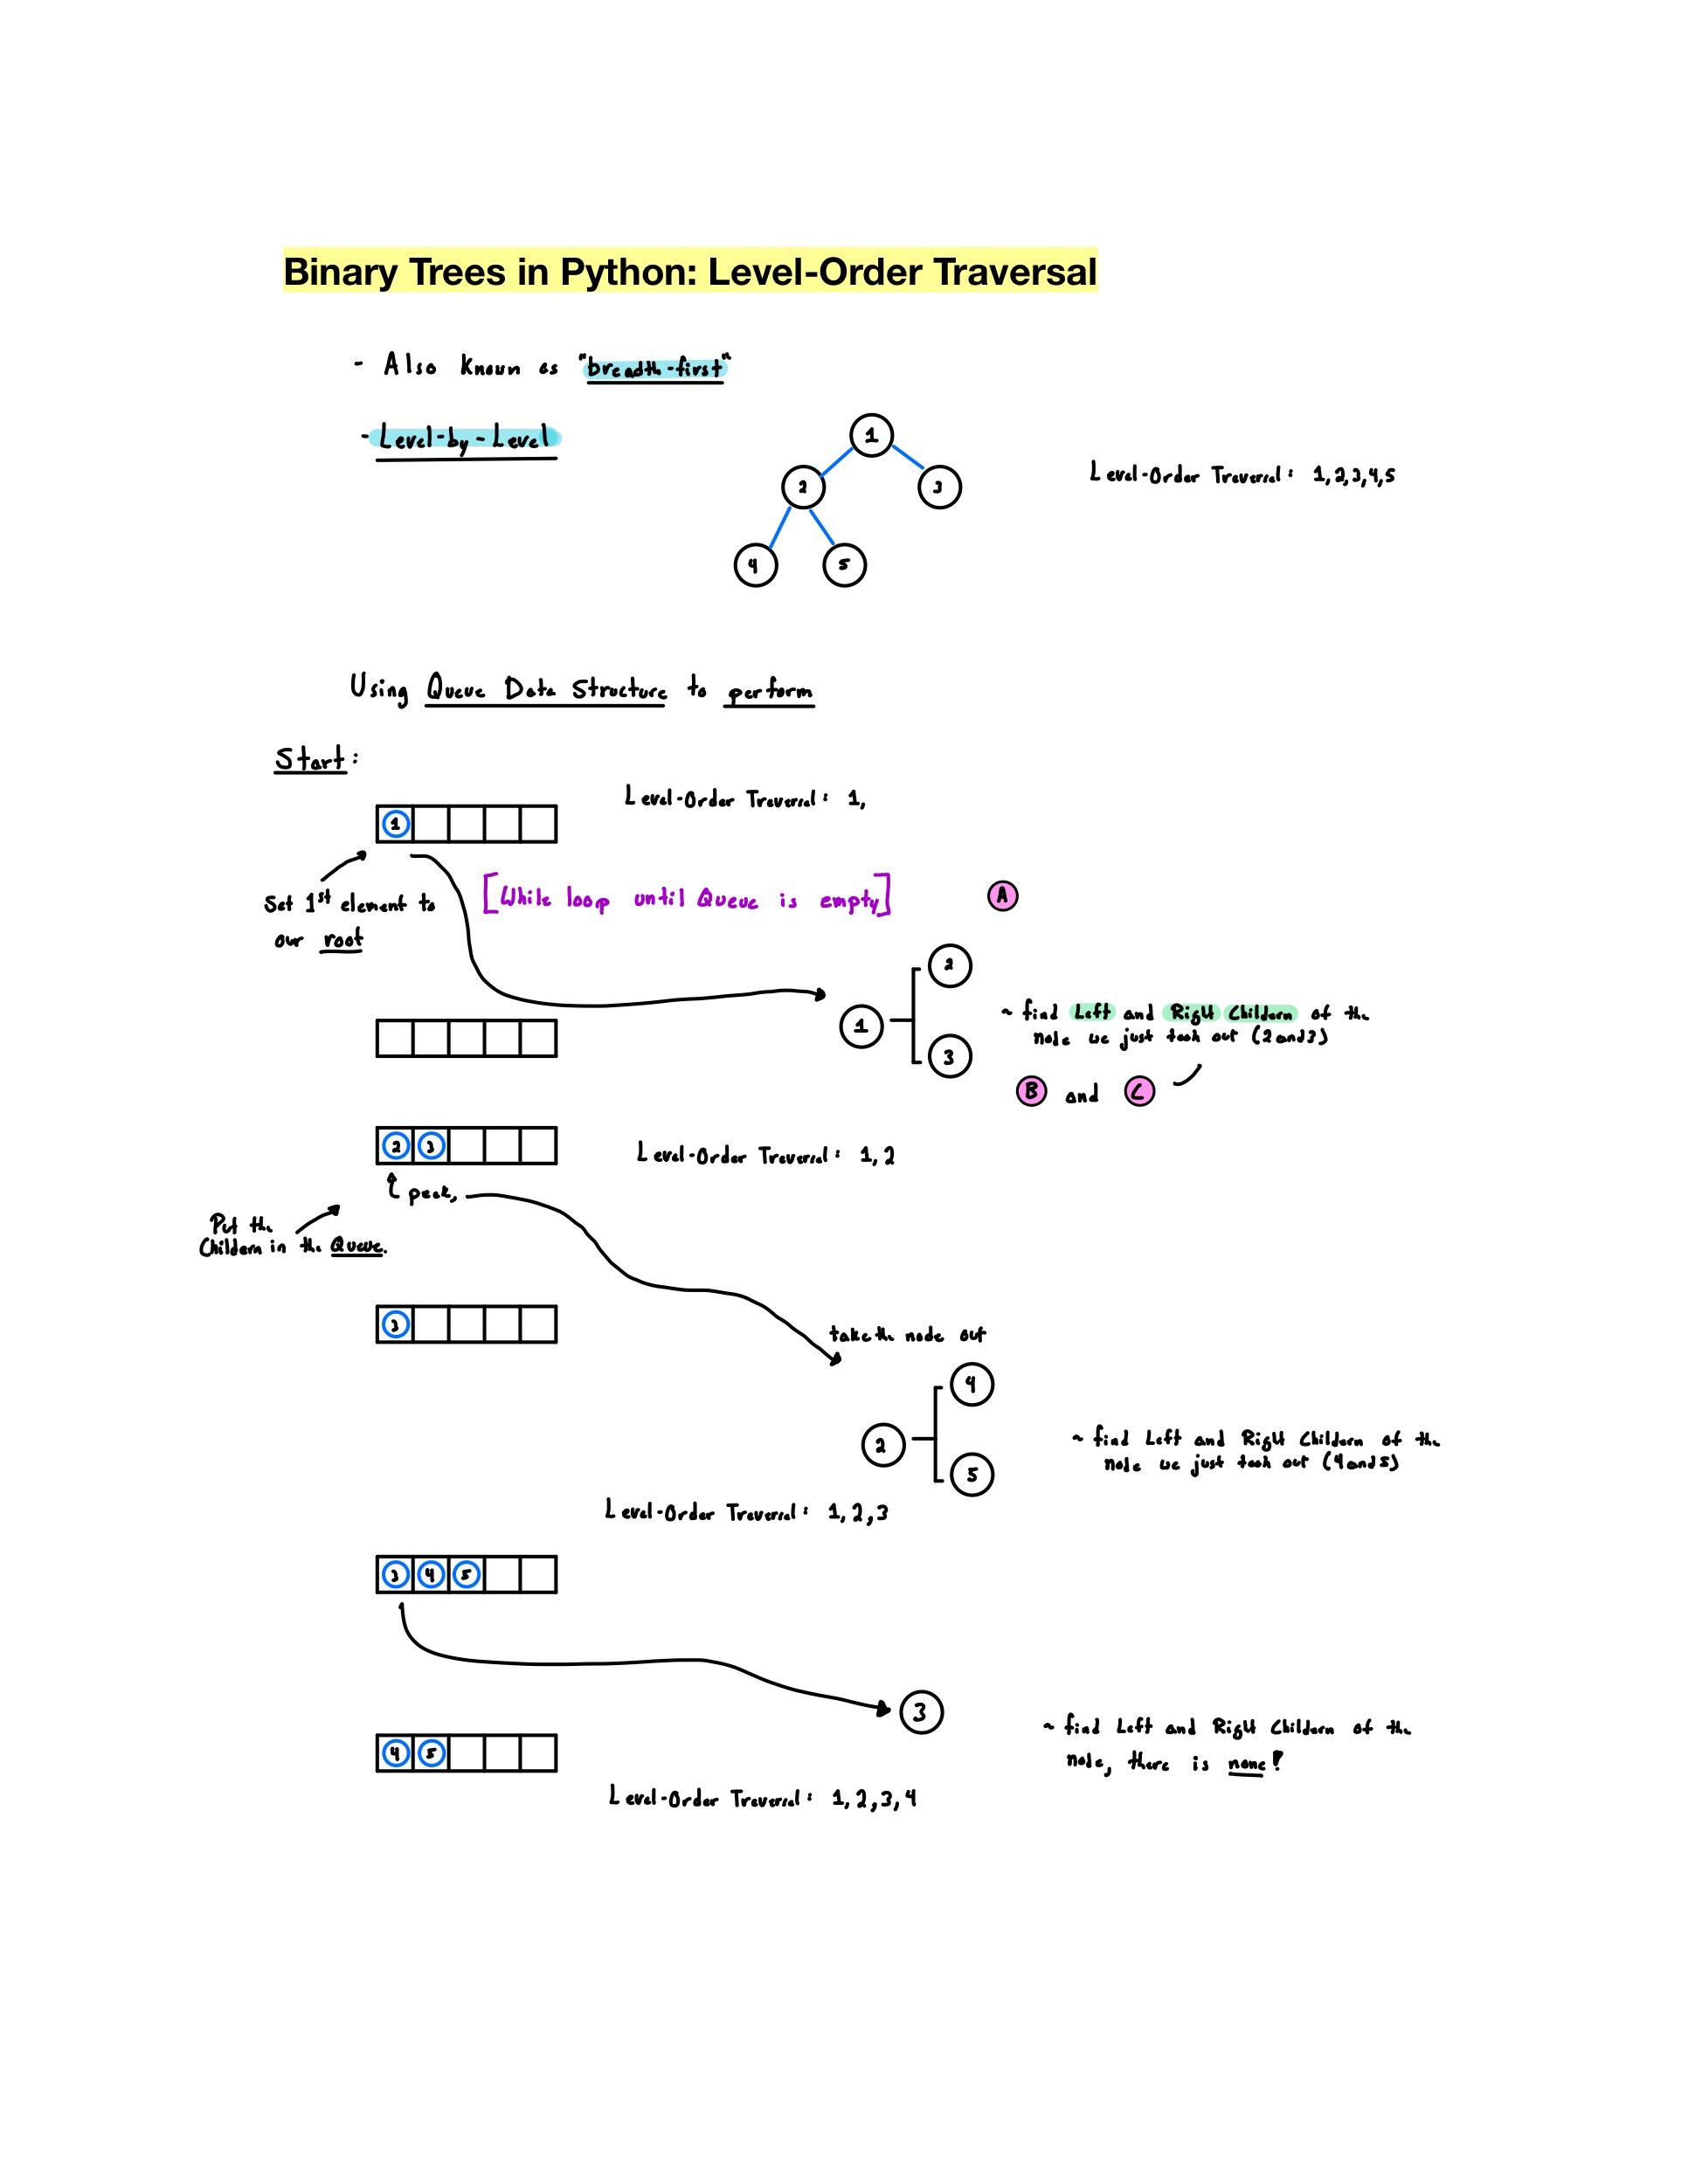 Binary Trees in Python: Level-Order Traversal
- Also Known as "breadth-first"
- Level-by-Level
1
2 3
4 5
Level-Order Traversal: 1,2,3,4,5
Using Queue Data Structure to perform
Start:
Level-Order Traversal: 1,
1
[While loop until Queue is empty]
A
Set 1st element to
our root
2
1
3
~ find Left and Right Childern of the
node we just took out (2 and 3)
B and C
2 3
Level-Order Traversal: 1, 2
peek,
Put the
Childern in the Queue.
3
take the node out
4
2
5
~ find Left and Right Childern of the
node we just took out (4 and 5)
Level-Order Traversal: 1, 2, 3
3 4 5
3
~ find Left and Right Childern of the
node, there is none!
4 5
Level-Order Traversal: 1, 2, 3, 4